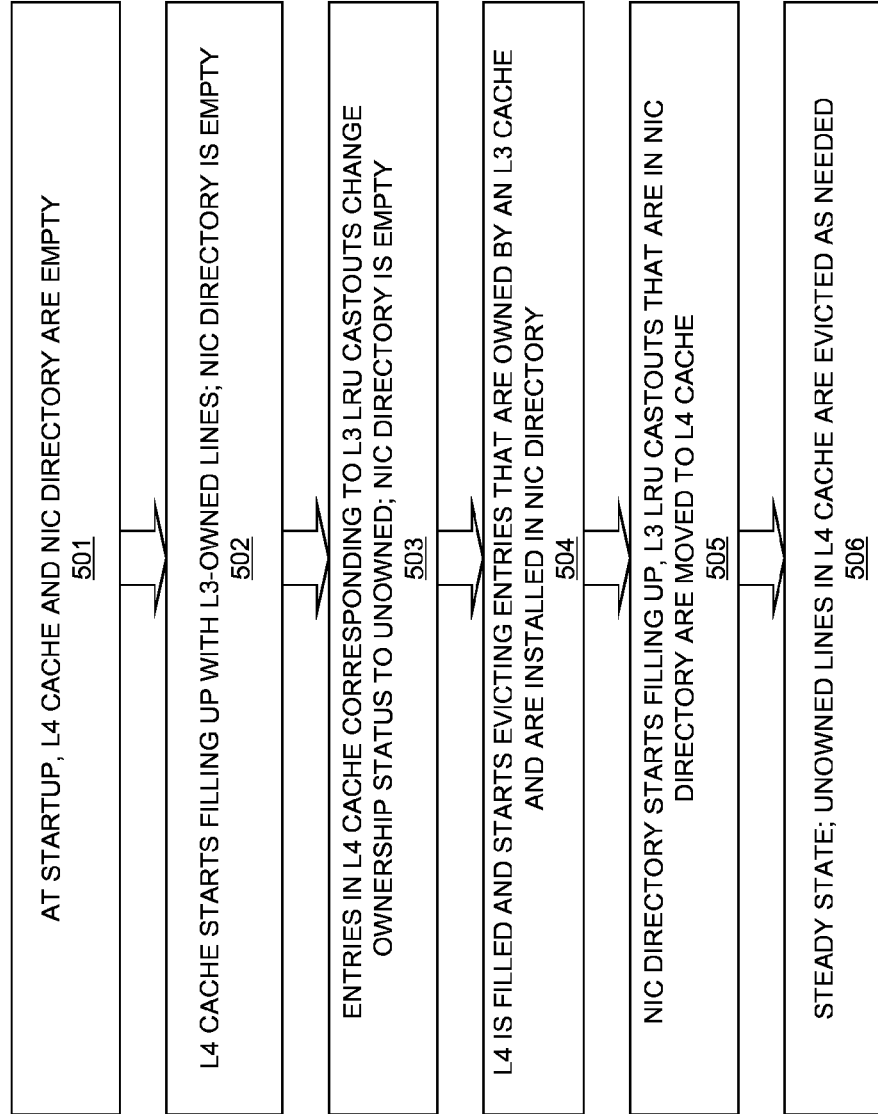 AT STARTUP, L4 CACHE AND NIC DIRECTORY ARE EMPTY
501
L4 CACHE STARTS FILLING UP WITH L3-OWNED LINES; NIC DIRECTORY IS EMPTY
502
ENTRIES IN L4 CACHE CORRESPONDING TO L3 LRU CASTOUTS CHANGE
OWNERSHIP STATUS TO UNOWNED; NIC DIRECTORY IS EMPTY
503
L4 IS FILLED AND STARTS EVICTING ENTRIES THAT ARE OWNED BY AN L3 CACHE
AND ARE INSTALLED IN NIC DIRECTORY
504
NIC DIRECTORY STARTS FILLING UP, L3 LRU CASTOUTS THAT ARE IN NIC
DIRECTORY ARE MOVED TO L4 CACHE
505
STEADY STATE; UNOWNED LINES IN L4 CACHE ARE EVICTED AS NEEDED
506